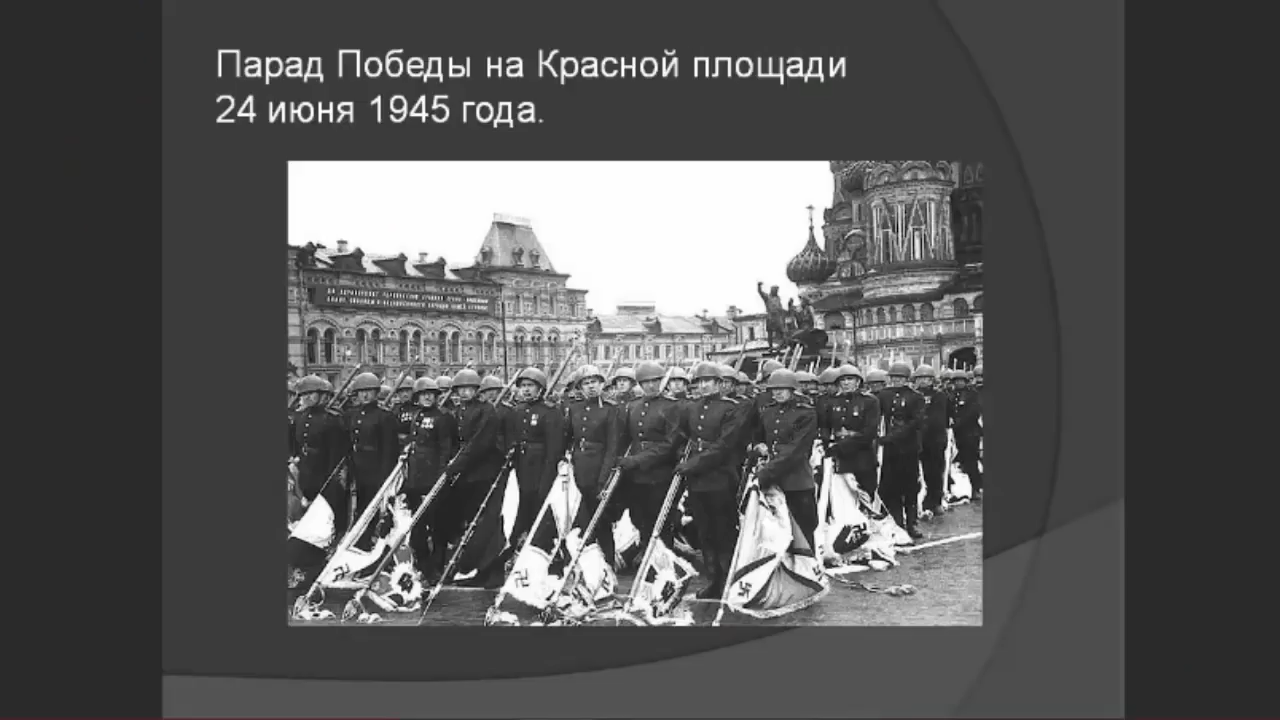 Парад Победы на Красной площади
24 июня 1945 года.